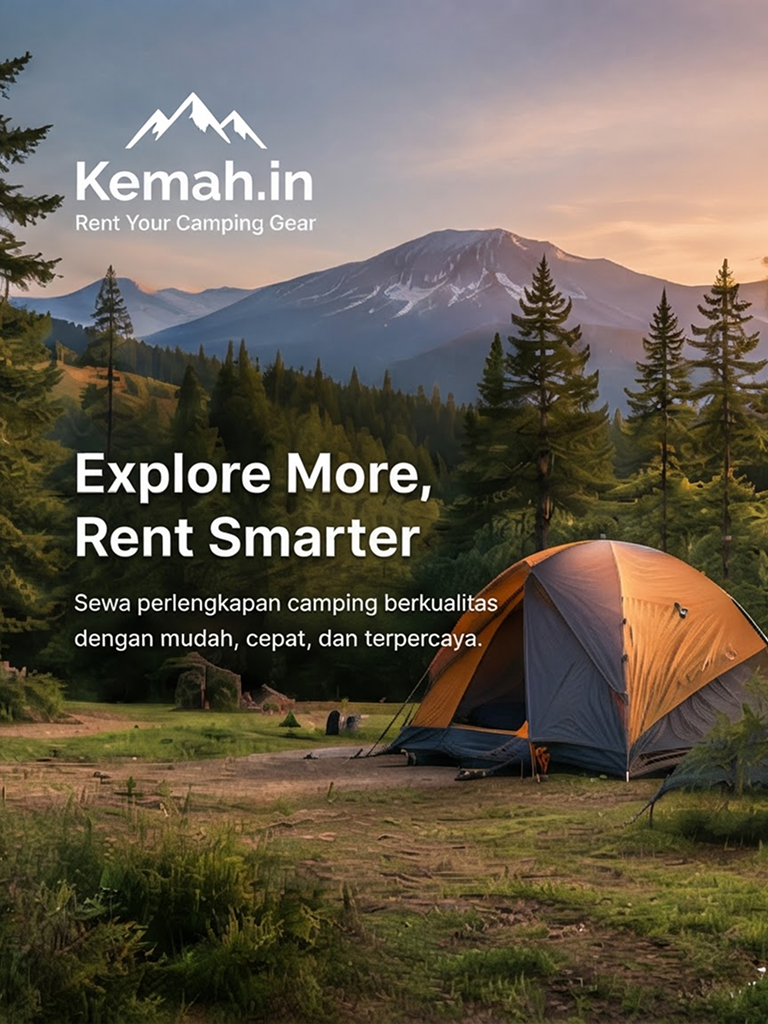 Kemah.in
Rent Your Camping Gear
Explore More,
Rent Smarter
Sewa perlengkapan camping berkualitas
dengan mudah, cepat, dan terpercaya.